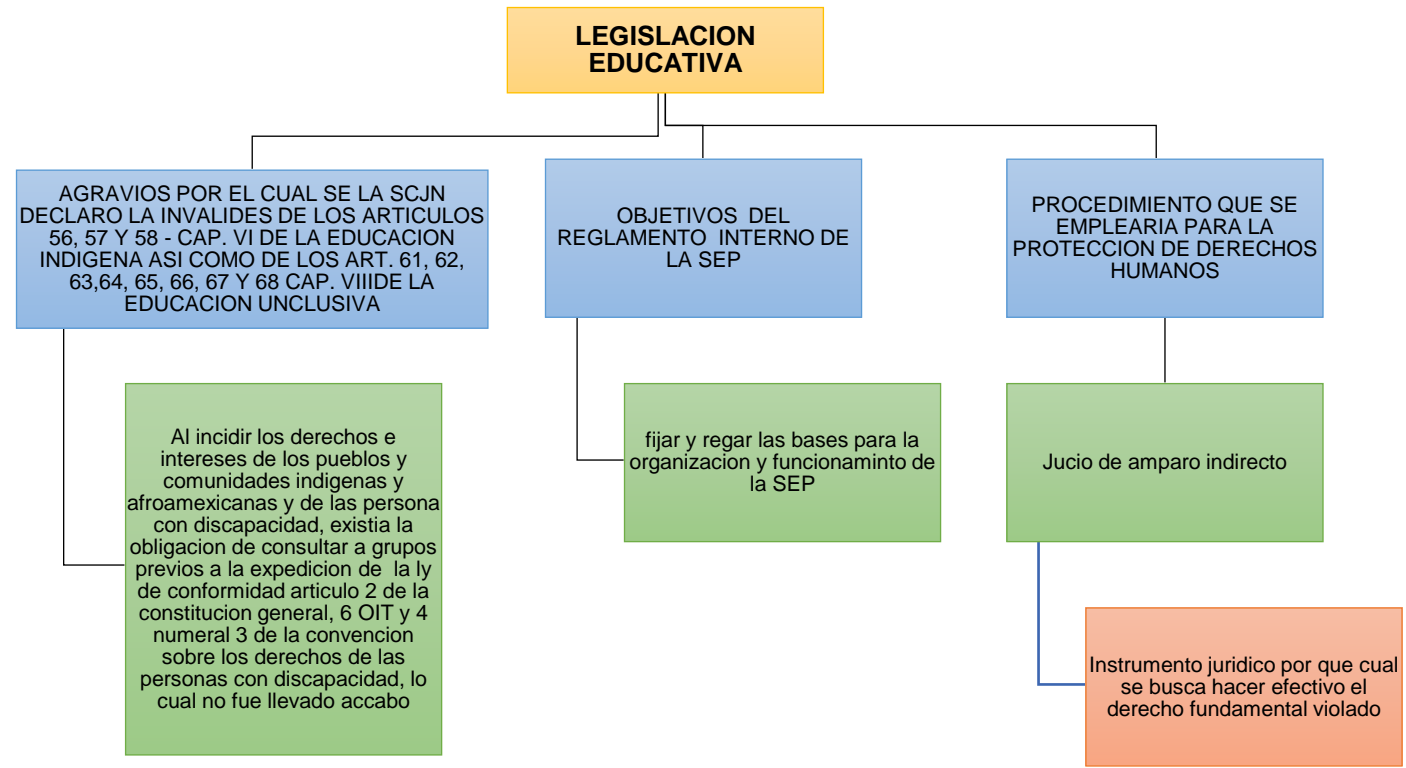 LEGISLACION
EDUCATIVA
AGRAVIOS POR EL CUAL SE LA SCJN
DECLARO LA INVALIDES DE LOS ARTICULOS
56, 57 Y 58 - CAP. VI DE LA EDUCACION
INDIGENA ASI COMO DE LOS ART. 61, 62,
63,64, 65, 66, 67 Y 68 CAP. VIIIDE LA
EDUCACION UNCLUSIVA
Al incidir los derechos e
intereses de los pueblos y
comunidades indigenas y
afroamexicanas y de las persona
con discapacidad, existia la
obligacion de consultar a grupos
previos a la expedicion de la ly
de conformidad articulo 2 de la
constitucion general, 6 OIT y 4
numeral 3 de la convencion
sobre los derechos de las
personas con discapacidad, lo
cual no fue llevado accabo
OBJETIVOS DEL
REGLAMENTO INTERNO DE
LA SEP
fijar y regar las bases para la
organizacion y funcionaminto de
la SEP
PROCEDIMIENTO QUE SE
EMPLEARIA PARA LA
PROTECCION DE DERECHOS
HUMANOS
Jucio de amparo indirecto
Instrumento juridico por que cual
se busca hacer efectivo el
derecho fundamental violado